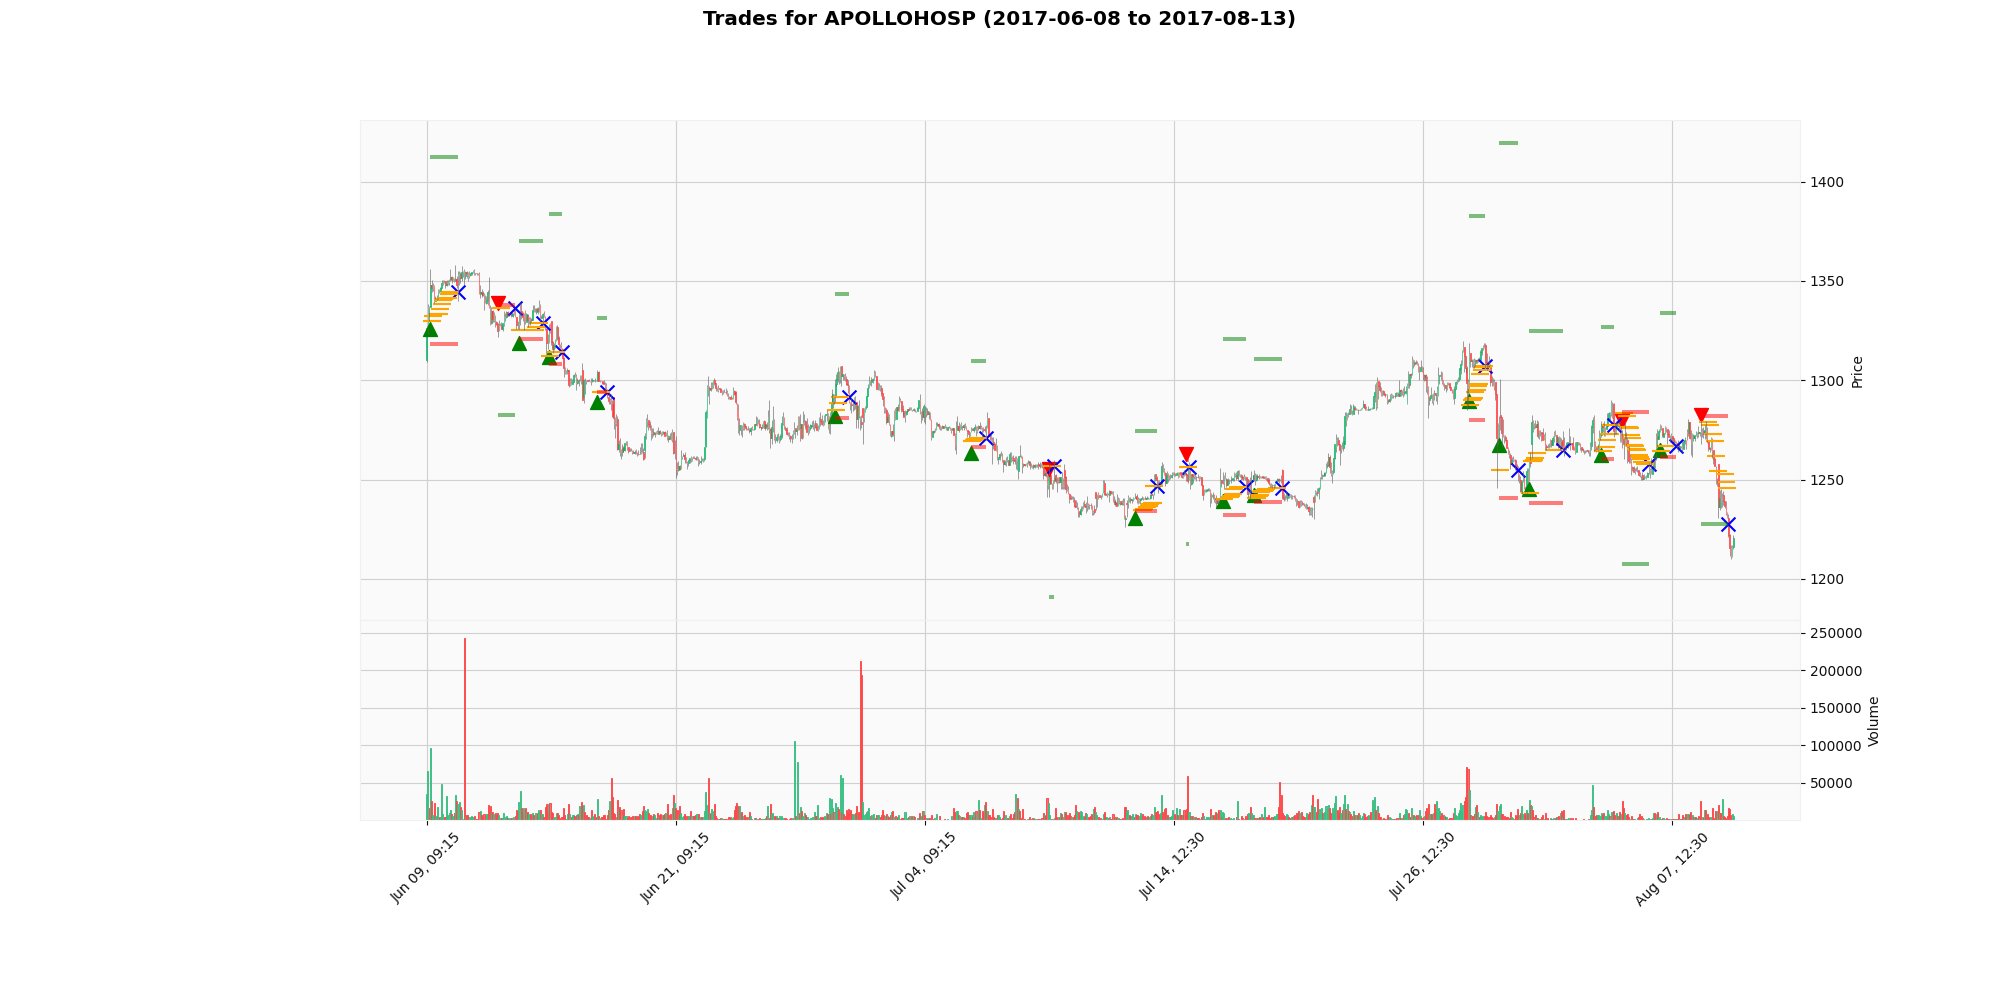 Trades for APOLLOHOSP (2017-06-08 to 2017-08-13)
1400
1350
1300
1250
1200
Price
250000
200000
150000
100000
50000
Volume
Jun 09, 09:15
Jun 21, 09:15
Jul 04, 09:15
Jul 14, 12:30
Jul 26, 12:30
Aug 07, 12:30